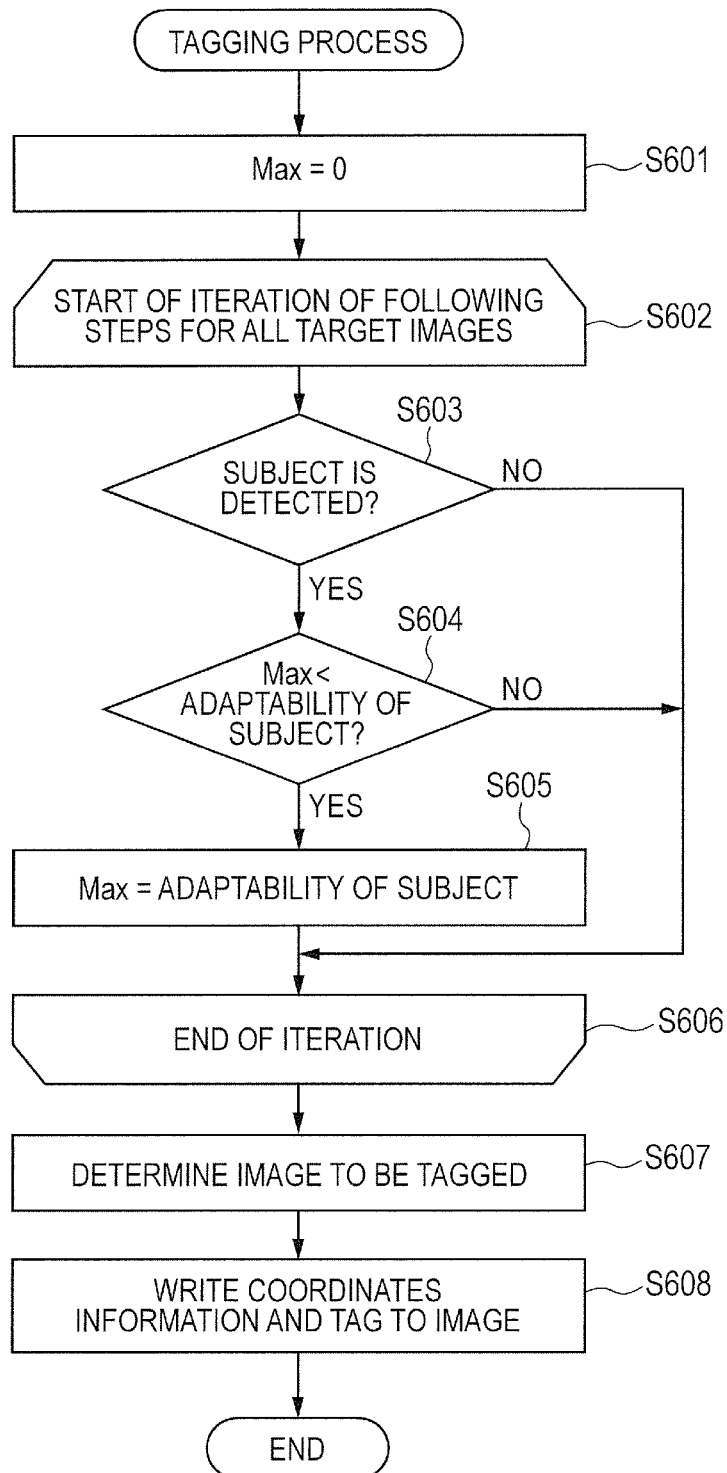 TAGGING PROCESS
Max = 0
S601
START OF ITERATION OF FOLLOWING
STEPS FOR ALL TARGET IMAGES
S602
S603
SUBJECT IS
DETECTED?
NO
YES
S604
Max<
ADAPTABILITY OF
SUBJECT?
NO
YES
S605
Max = ADAPTABILITY OF SUBJECT
END OF ITERATION
S606
DETERMINE IMAGE TO BE TAGGED
S607
WRITE COORDINATES
INFORMATION AND TAG TO IMAGE
S608
END